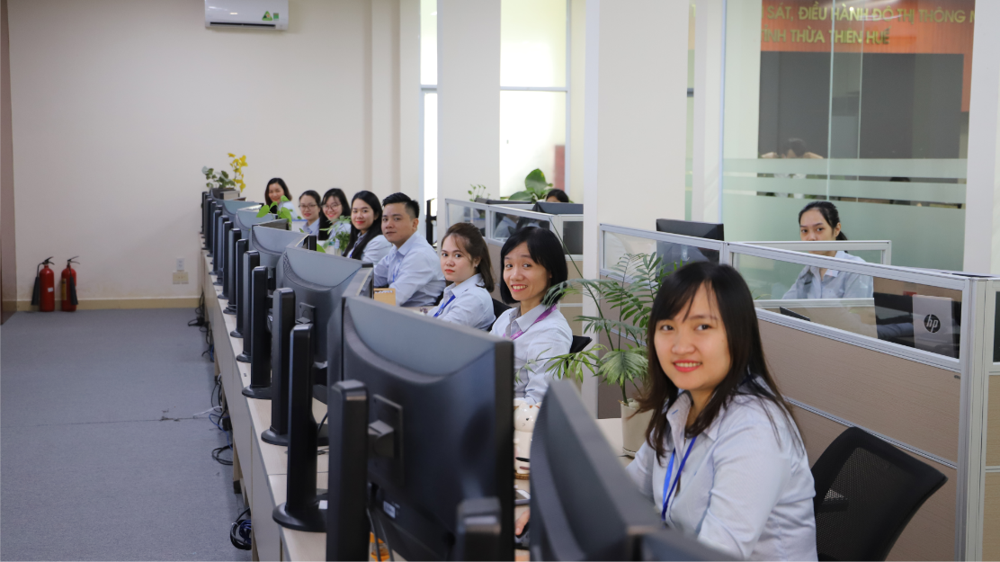 SÁT, ĐIỀU HÀNH ĐÔ THỊ THÔNG
TỈNH THỪA THIÊN HUẾ
hp